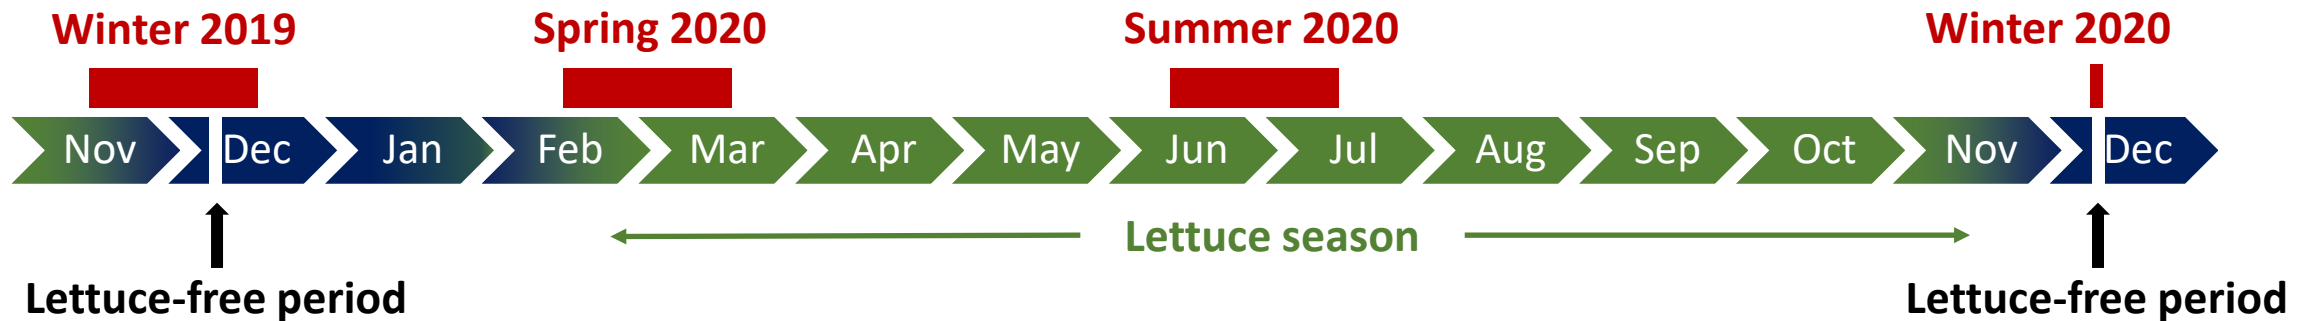 Winter 2019 Spring 2020 Summer 2020 Winter 2020
Nov Dec Jan Feb Mar Apr May Jun Jul Aug Sep Oct Nov Dec
Lettuce season
Lettuce-free period Lettuce-free period